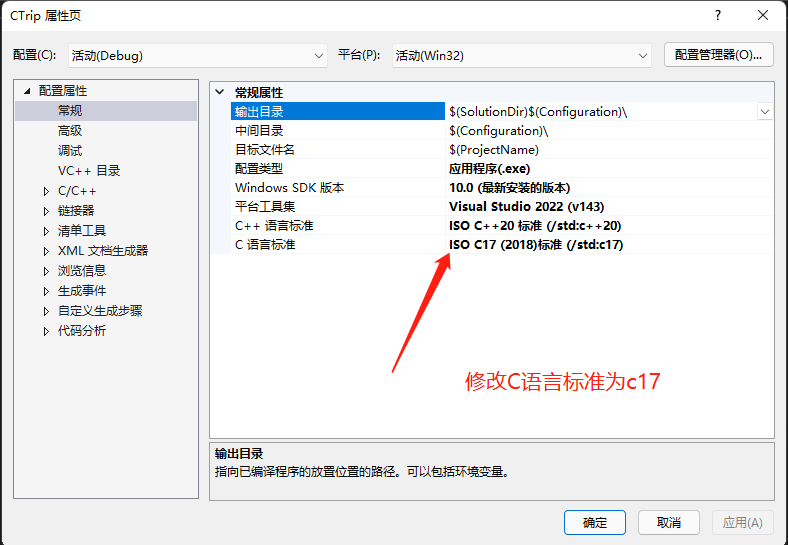 CTrip 属性页
配置(C): 活动(Debug) 平台(P): 活动(Win32) 配置管理器(O)...
配置属性
常规
高级
调试
VC++ 目录
C/C++
链接器
清单工具
XML 文档生成器
浏览信息
生成事件
自定义生成步骤
代码分析
常规属性
输出目录 $(SolutionDir)$(Configuration)\
中间目录 $(Configuration)\
目标文件名 $(ProjectName)
配置类型 应用程序(.exe)
Windows SDK 版本 10.0 (最新安装的版本)
平台工具集 Visual Studio 2022 (v143)
C++ 语言标准 ISO C++20 标准 (/std:c++20)
C 语言标准 ISO C17 (2018)标准 (/std:c17)
修改C语言标准为c17
输出目录
指向已编译程序的放置位置的路径。可以包括环境变量。
确定 取消 应用(A)